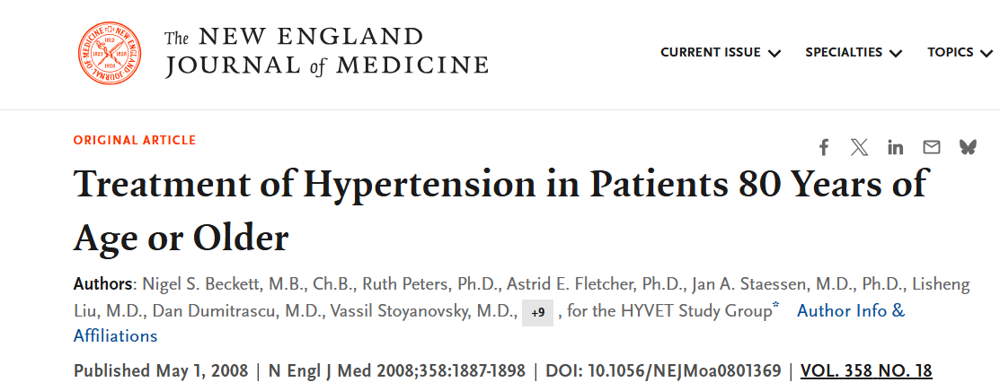 The NEW ENGLAND
JOURNAL of MEDICINE
CURRENT ISSUE
SPECIALTIES
TOPICS
ORIGINAL ARTICLE
Treatment of Hypertension in Patients 80 Years of
Age or Older
Authors: Nigel S. Beckett, M.B., Ch.B., Ruth Peters, Ph.D., Astrid E. Fletcher, Ph.D., Jan A. Staessen, M.D., Ph.D., Lisheng
Liu, M.D., Dan Dumitrascu, M.D., Vassil Stoyanovsky, M.D., +9 , for the HYVET Study Group* Author Info &
Affiliations
Published May 1, 2008 | N Engl J Med 2008;358:1887-1898 | DOI: 10.1056/NEJMoa0801369 | VOL. 358 NO. 18